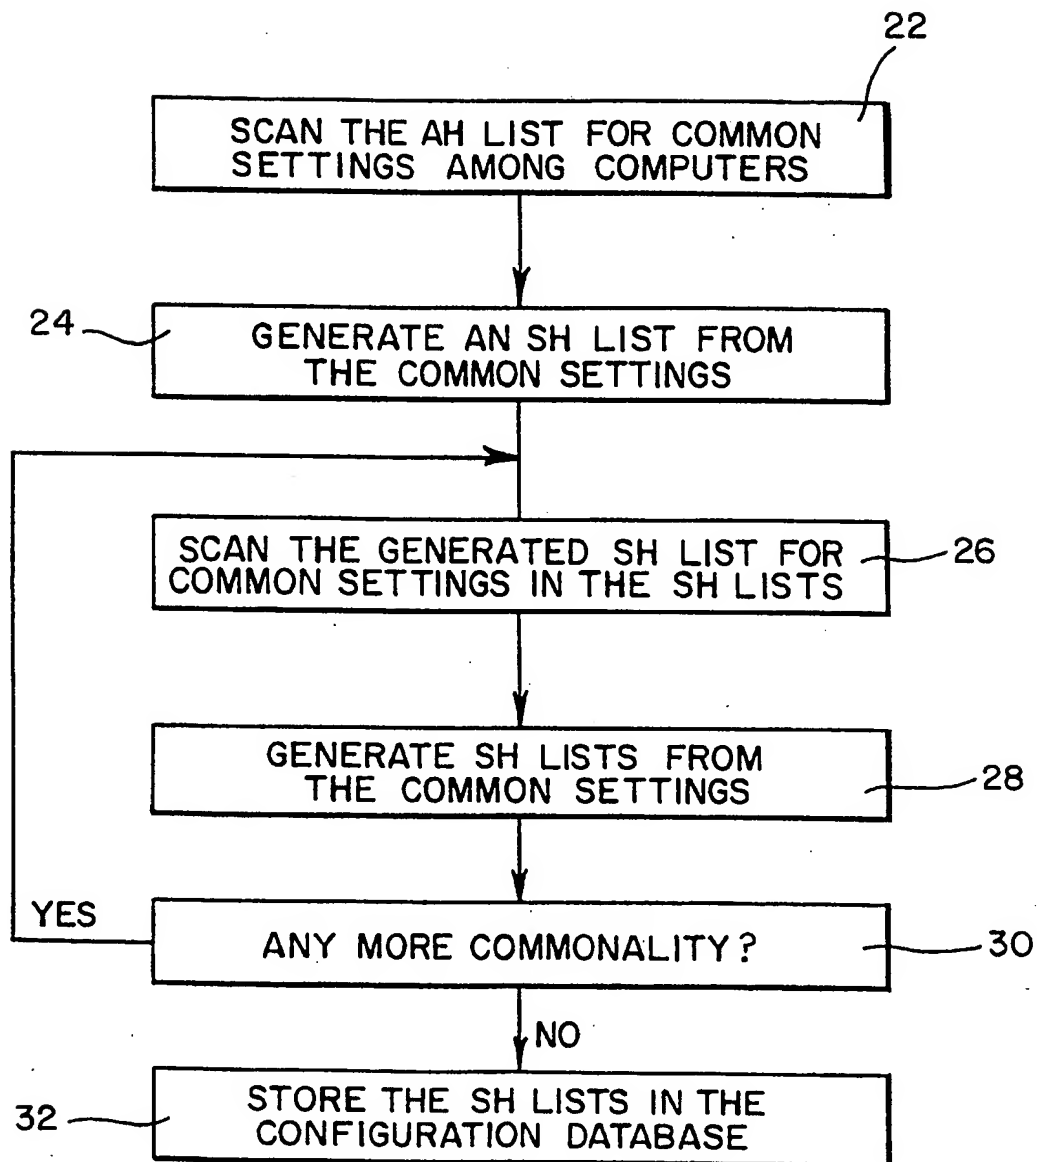 22
SCAN THE AH LIST FOR COMMON
SETTINGS AMONG COMPUTERS
24
GENERATE AN SH LIST FROM
THE COMMON SETTINGS
SCAN THE GENERATED SH LIST FOR
COMMON SETTINGS IN THE SH LISTS
26
GENERATE SH LISTS FROM
THE COMMON SETTINGS
28
YES
ANY MORE COMMONALITY?
30
NO
STORE THE SH LISTS IN THE
CONFIGURATION DATABASE
32